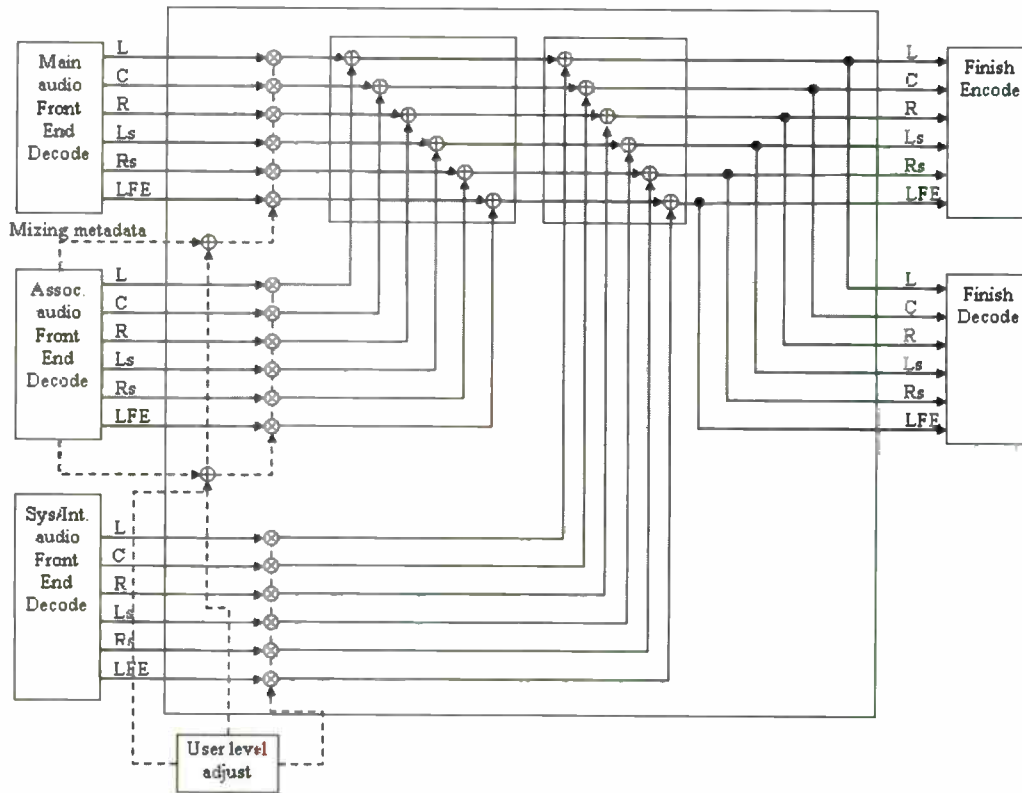 Main
audio
Front
End
Decode
L
C
R
Ls
Rs
LFE
L
C
R
Ls
Rs
LFE
Finish
Encode
Mizing metadata
Assoc.
audio
Front
End
Decode
L
C
R
Ls
Rs
LFE
L
C
R
Ls
Rs
LFE
Finish
Decode
Sys/Int.
audio
Front
End
Decode
L
C
R
Ls
Rs
LFE
User level
adjust